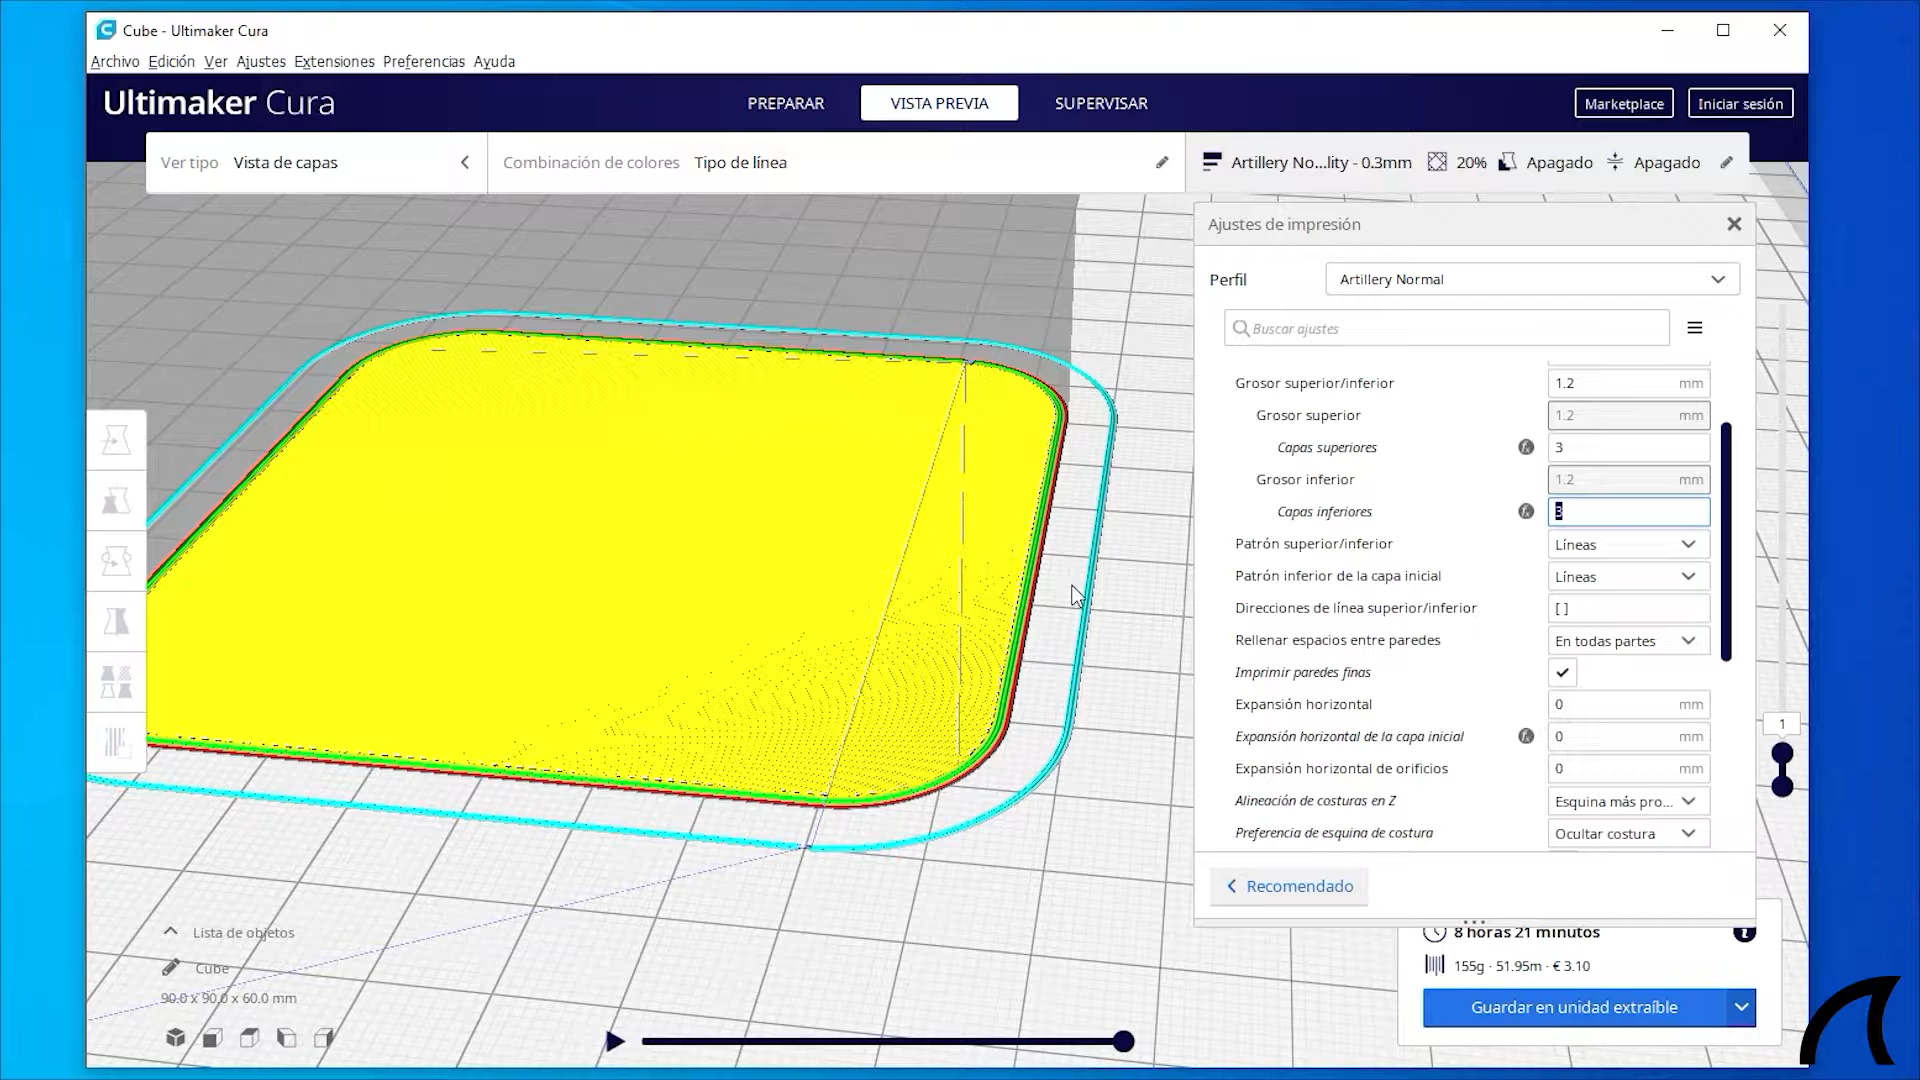 Cube - Ultimaker Cura
Archivo Edición Ver Ajustes Extensiones Preferencias Ayuda
Ultimaker Cura
PREPARAR
VISTA PREVIA
SUPERVISAR
Marketplace
Iniciar sesión
Ver tipo Vista de capas
Combinación de colores Tipo de línea
Artillery No...lity - 0.3mm
20%
Apagado
Apagado
Ajustes de impresión
Perfil
Artillery Normal
Buscar ajustes
Grosor superior/inferior 1.2 mm
Grosor superior 1.2 mm
Capas superiores 3
Grosor inferior 1.2 mm
Capas inferiores 3
Patrón superior/inferior Líneas
Patrón inferior de la capa inicial Líneas
Direcciones de línea superior/inferior [ ]
Rellenar espacios entre paredes En todas partes
Imprimir paredes finas
Expansión horizontal 0 mm
Expansión horizontal de la capa inicial 0 mm
Expansión horizontal de orificios 0 mm
Alineación de costuras en Z Esquina más pro...
Preferencia de esquina de costura Ocultar costura
1
Recomendado
8 horas 21 minutos
155g · 51.95m · € 3.10
Guardar en unidad extraíble
Lista de objetos
Cube
90.0 x 90.0 x 60.0 mm